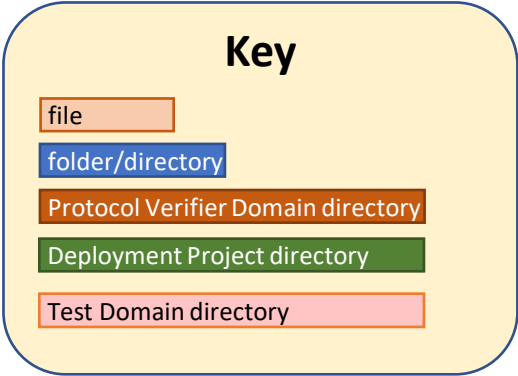 Key
file
folder/directory
Protocol Verifier Domain directory
Deployment Project directory
Test Domain directory